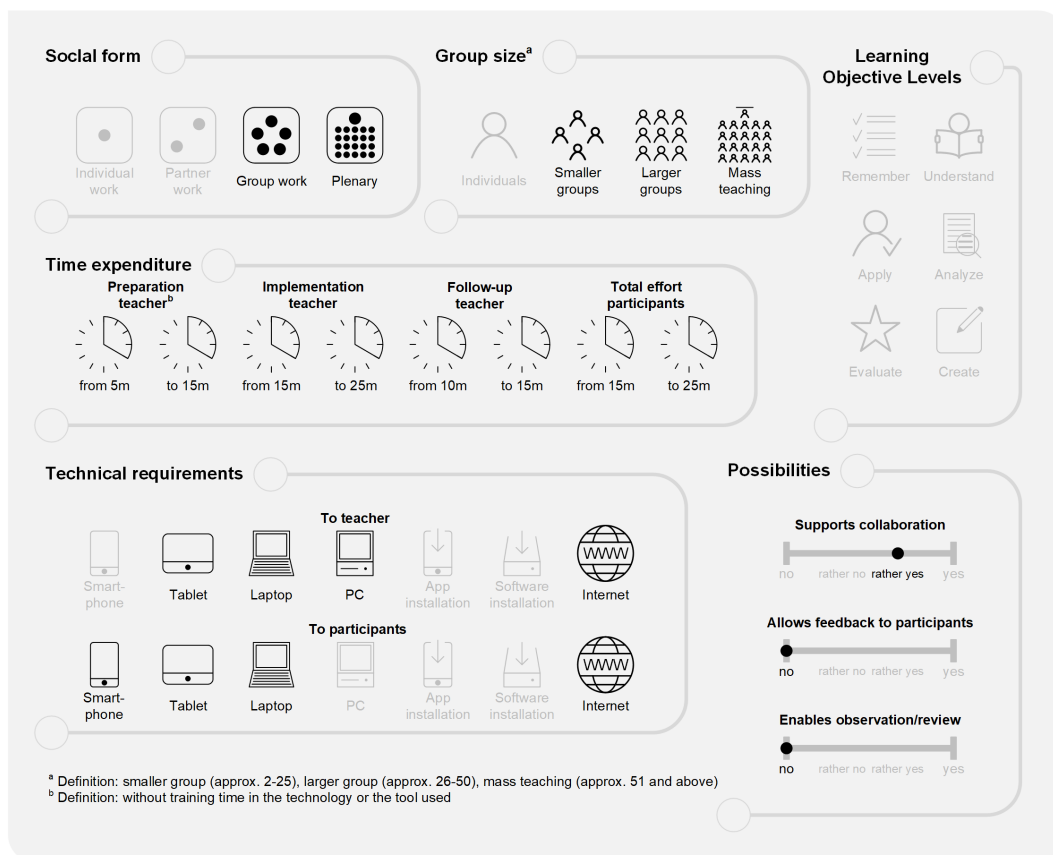 Social form
Individual
work
Partner
work
Group work
Plenary
Group sizeᵃ
Individuals
Smaller
groups
Larger
groups
Mass
teaching
Learning
Objective Levels
Remember
Understand
Apply
Analyze
Evaluate
Create
Time expenditure
Preparation
teacherᵇ
from 5m
to 15m
Implementation
teacher
from 15m
to 25m
Follow-up
teacher
from 10m
to 15m
Total effort
participants
from 15m
to 25m
Technical requirements
To teacher
Smart-
phone
Tablet
Laptop
PC
App
installation
Software
installation
Internet
To participants
Smart-
phone
Tablet
Laptop
PC
App
installation
Software
installation
Internet
Possibilities
Supports collaboration
no rather no rather yes yes
Allows feedback to participants
no rather no rather yes yes
Enables observation/review
no rather no rather yes yes
ᵃ Definition: smaller group (approx. 2-25), larger group (approx. 26-50), mass teaching (approx. 51 and above)
ᵇ Definition: without training time in the technology or the tool used